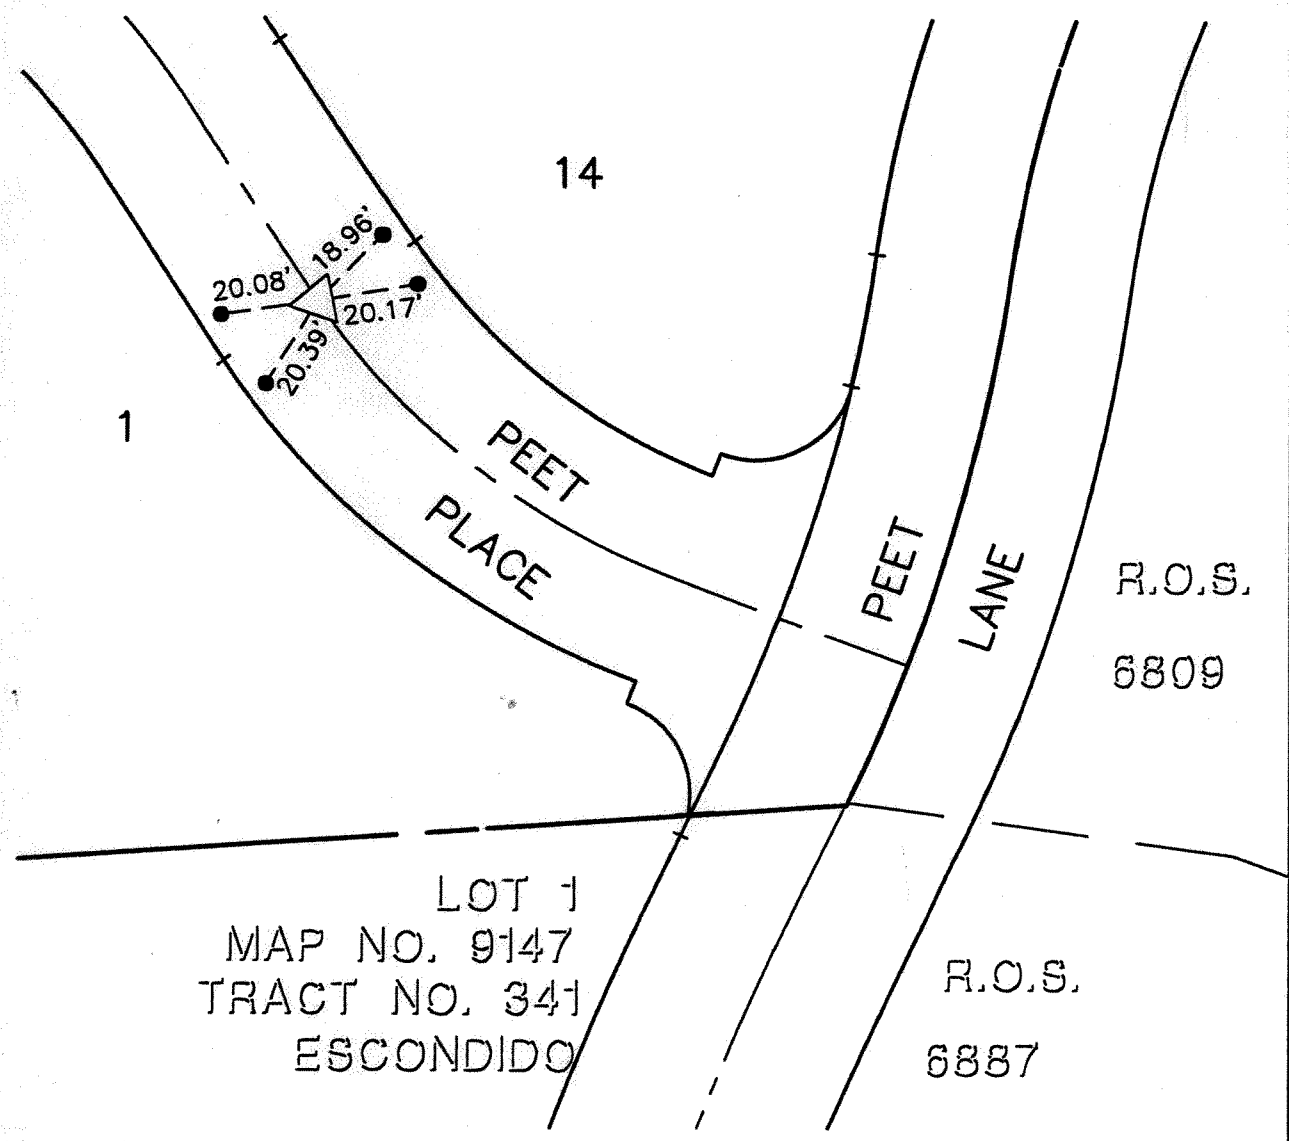 14
18.96'
20.08'
20.17'
20.39'
1
PEET
PLACE
PEET
LANE
R.O.S.
6809
LOT 1
MAP NO. 9147
TRACT NO. 341
ESCONDIDO
R.O.S.
6887